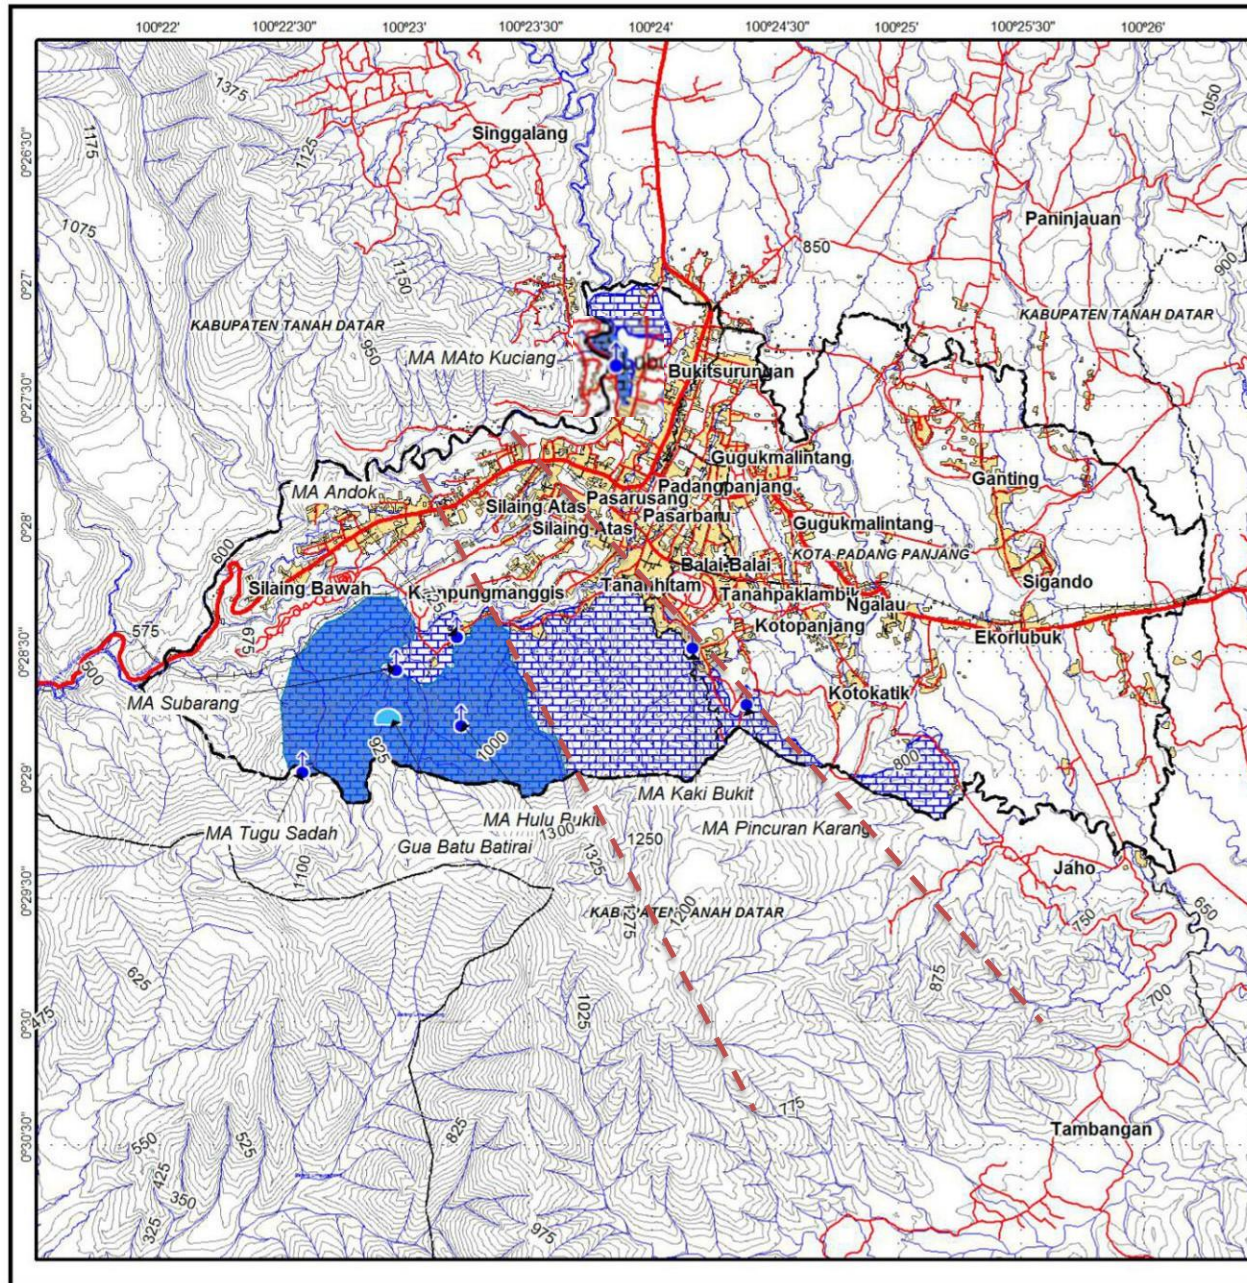 100°22'
100°22'30"
100°23'
100°23'30"
100°24'
100°24'30"
100°25'
100°25'30"
100°26'
1375
1050
1175
0°26'30"
Singgalang
1125
Paninjauan
1075
850
1150
900
0°27'
KABUPATEN TANAH DATAR
KABUPATEN TANAH DATAR
950
MA MAto Kuciang
Bukitsurungan
0°27'30"
Gugukmalintang
Ganting
Padangpanjang
MA Andok
Pasarusang
Silaing Atas
Pasarbaru
0°28'
Silaing Atas
Gugukmalintang
600
KOTA PADANG PANJANG
Balai-Balai
Sigando
Silaing Bawah
Kampungmanggis
Tanahhitam
Tanahpaklambik
725
Ngalau
Kotopanjang
575
675
0°28'30"
Ekorlubuk
500
Kotokatik
MA Subarang
925
1000
800
0°29'
MA Kaki Bukit
MA Tugu Sadah
MA Hulu Bukit
MA Pincuran Karang
1300
1250
Gua Batu Batirai
1325
1100
Jaho
0°29'30"
650
KABUPATEN TANAH DATAR
1275
1200
750
875
625
700
1025
475
775
825
Tambangan
0°30'30"
550
525
425
350
325
975